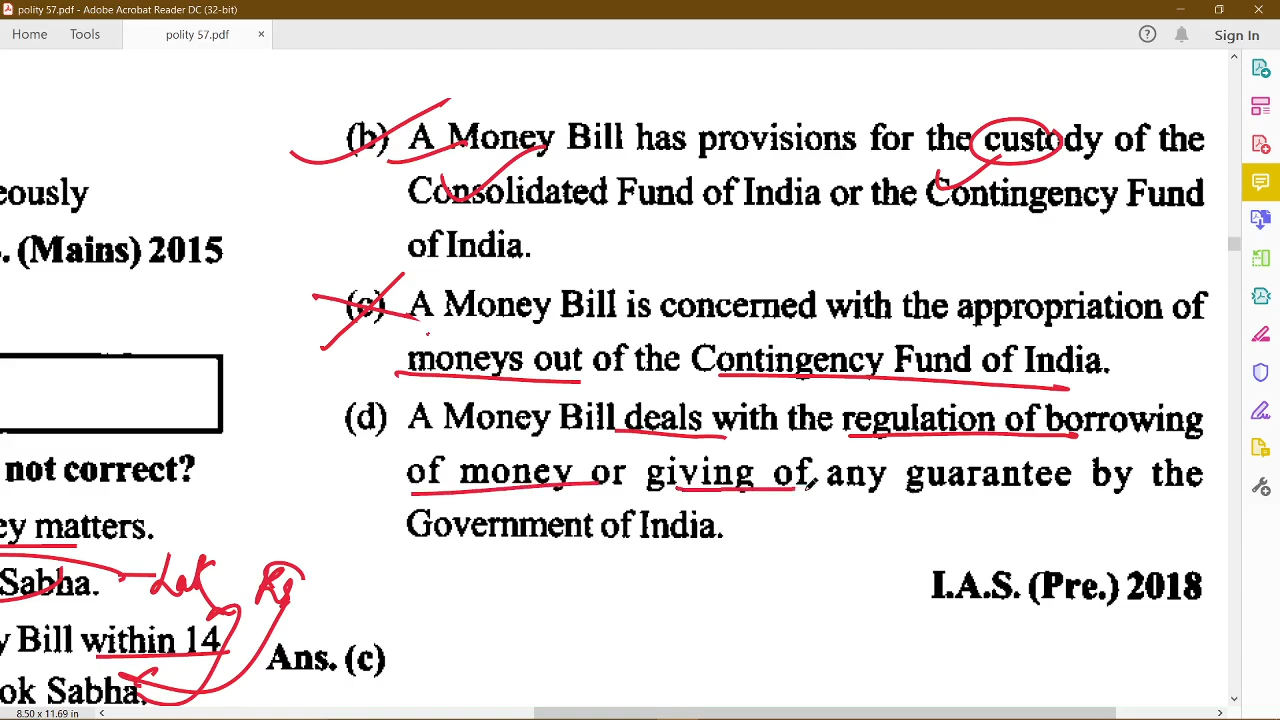 polity 57.pdf - Adobe Acrobat Reader DC (32-bit)
Home Tools polity 57.pdf × Sign In
eously
. (Mains) 2015
not correct?
ey matters.
Sabha.
Lok
Rs
y Bill within 14
ok Sabha.
(b) A Money Bill has provisions for the custody of the
Consolidated Fund of India or the Contingency Fund
of India.
(c) A Money Bill is concerned with the appropriation of
moneys out of the Contingency Fund of India.
(d) A Money Bill deals with the regulation of borrowing
of money or giving of any guarantee by the
Government of India.
I.A.S. (Pre.) 2018
Ans. (c)
8.50 x 11.69 in